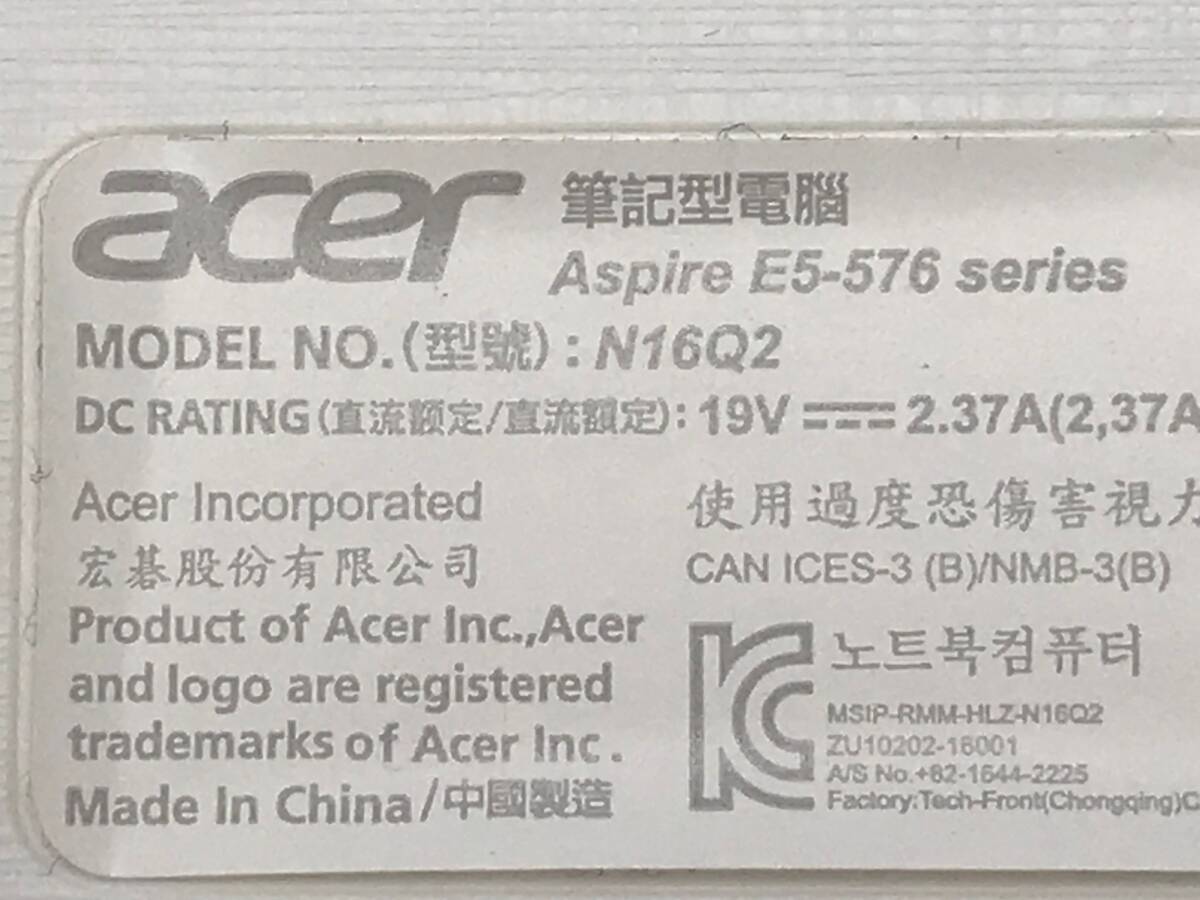 acer 筆記型電腦
Aspire E5-576 series
MODEL NO.(型號):N16Q2
DC RATING(直流额定/直流額定):19V ⎓ 2.37A(2,37A
Acer Incorporated
宏碁股份有限公司
Product of Acer Inc.,Acer
and logo are registered
trademarks of Acer Inc.
Made In China/中國製造
使用過度恐傷害視力
CAN ICES-3 (B)/NMB-3(B)
노트북컴퓨터
MSIP-RMM-HLZ-N16Q2
ZU10202-16001
A/S No.+82-1644-2225
Factory:Tech-Front(Chongqing)C